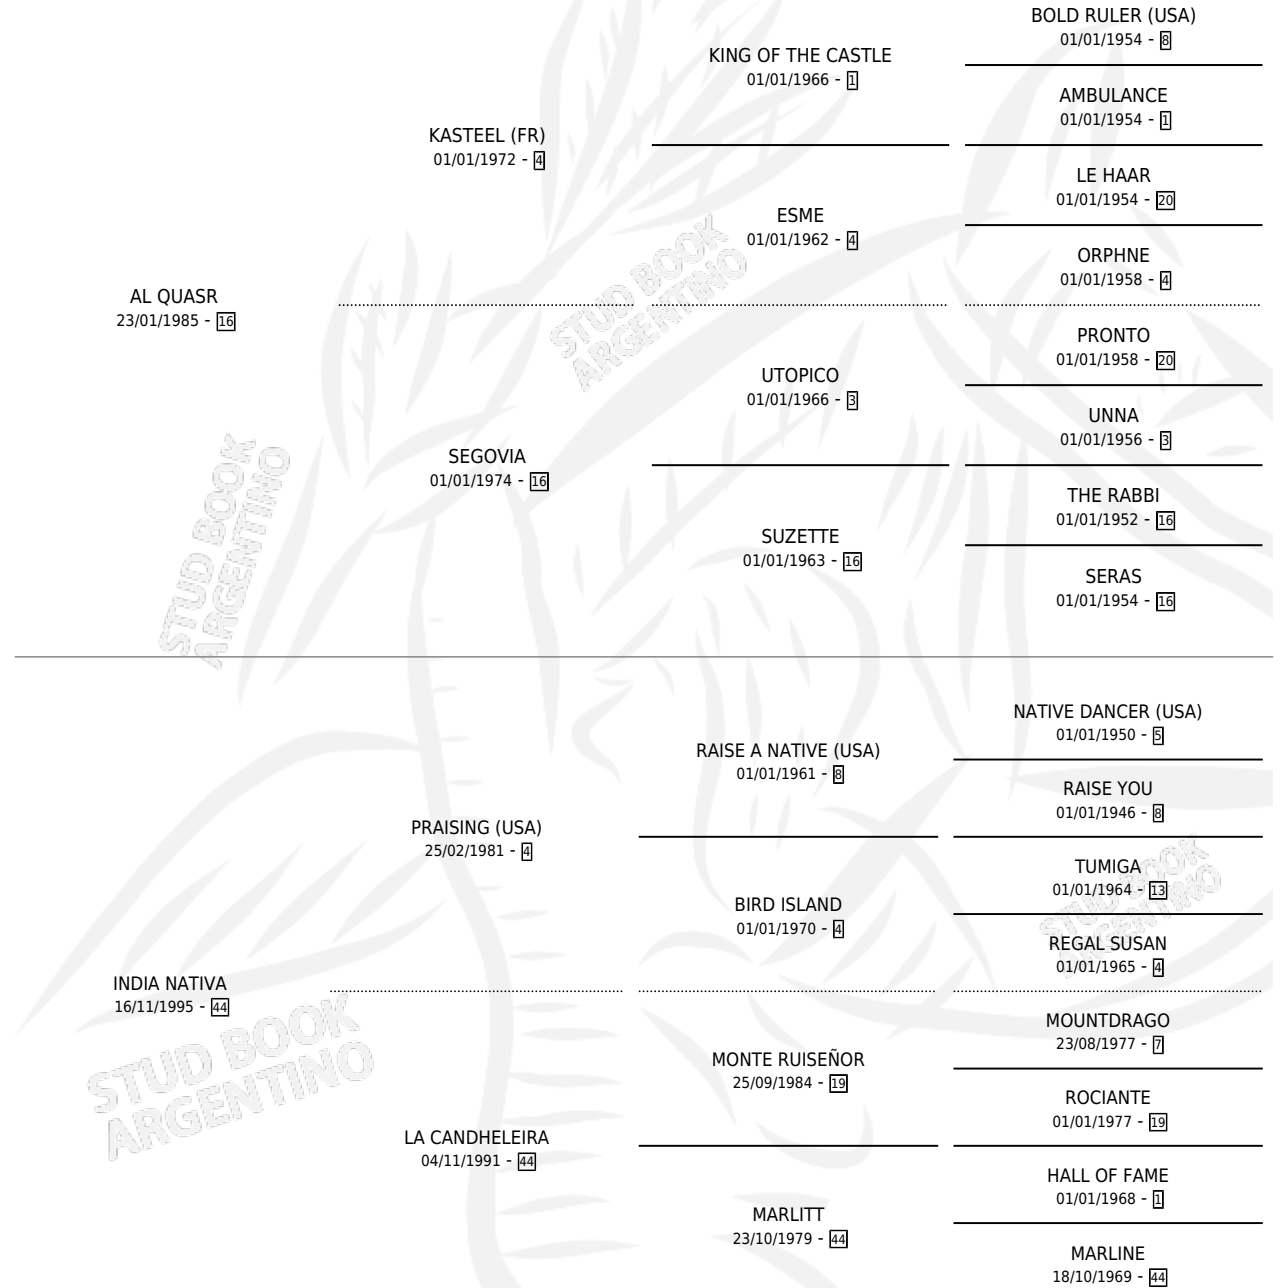 BOLD RULER (USA)
01/01/1954 - 8
KING OF THE CASTLE
01/01/1966 - 1
AMBULANCE
01/01/1954 - 1
KASTEEL (FR)
01/01/1972 - 4
LE HAAR
01/01/1954 - 20
ESME
01/01/1962 - 4
ORPHNE
01/01/1958 - 4
AL QUASR
23/01/1985 - 16
PRONTO
01/01/1958 - 20
UTOPICO
01/01/1966 - 3
UNNA
01/01/1956 - 3
SEGOVIA
01/01/1974 - 16
THE RABBI
01/01/1952 - 16
SUZETTE
01/01/1963 - 16
SERAS
01/01/1954 - 16
NATIVE DANCER (USA)
01/01/1950 - 5
RAISE A NATIVE (USA)
01/01/1961 - 8
RAISE YOU
01/01/1946 - 8
PRAISING (USA)
25/02/1981 - 4
TUMIGA
01/01/1964 - 13
BIRD ISLAND
01/01/1970 - 4
REGAL SUSAN
01/01/1965 - 4
INDIA NATIVA
16/11/1995 - 44
MOUNTDRAGO
23/08/1977 - 7
MONTE RUISEÑOR
25/09/1984 - 19
ROCIANTE
01/01/1977 - 19
LA CANDHELEIRA
04/11/1991 - 44
HALL OF FAME
01/01/1968 - 1
MARLITT
23/10/1979 - 44
MARLINE
18/10/1969 - 44
STUD BOOK
ARGENTINO
STUD BOOK
ARGENTINO
STUD BOOK
ARGENTINO
STUD BOOK
ARGENTINO